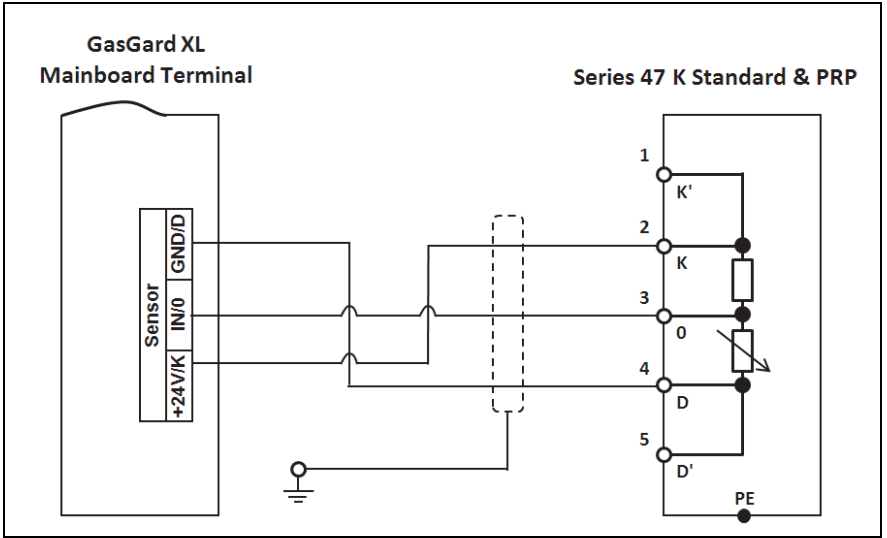 GasGard XL
Mainboard Terminal
Series 47 K Standard & PRP
Sensor
GND/D
IN/0
+24V/K
1
K'
2
K
3
0
4
D
5
D'
PE